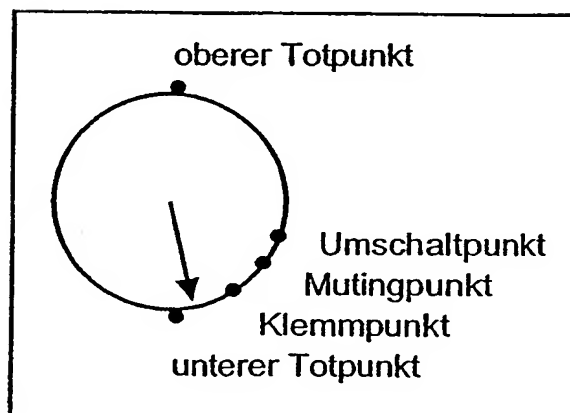 oberer Totpunkt
Umschaltpunkt
Mutingpunkt
Klemmpunkt
unterer Totpunkt